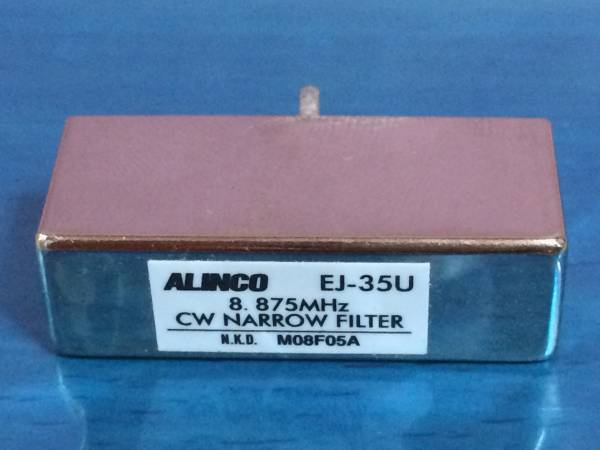 ALINCO EJ-35U
8.875MHz
CW NARROW FILTER
N.K.D. M08F05A